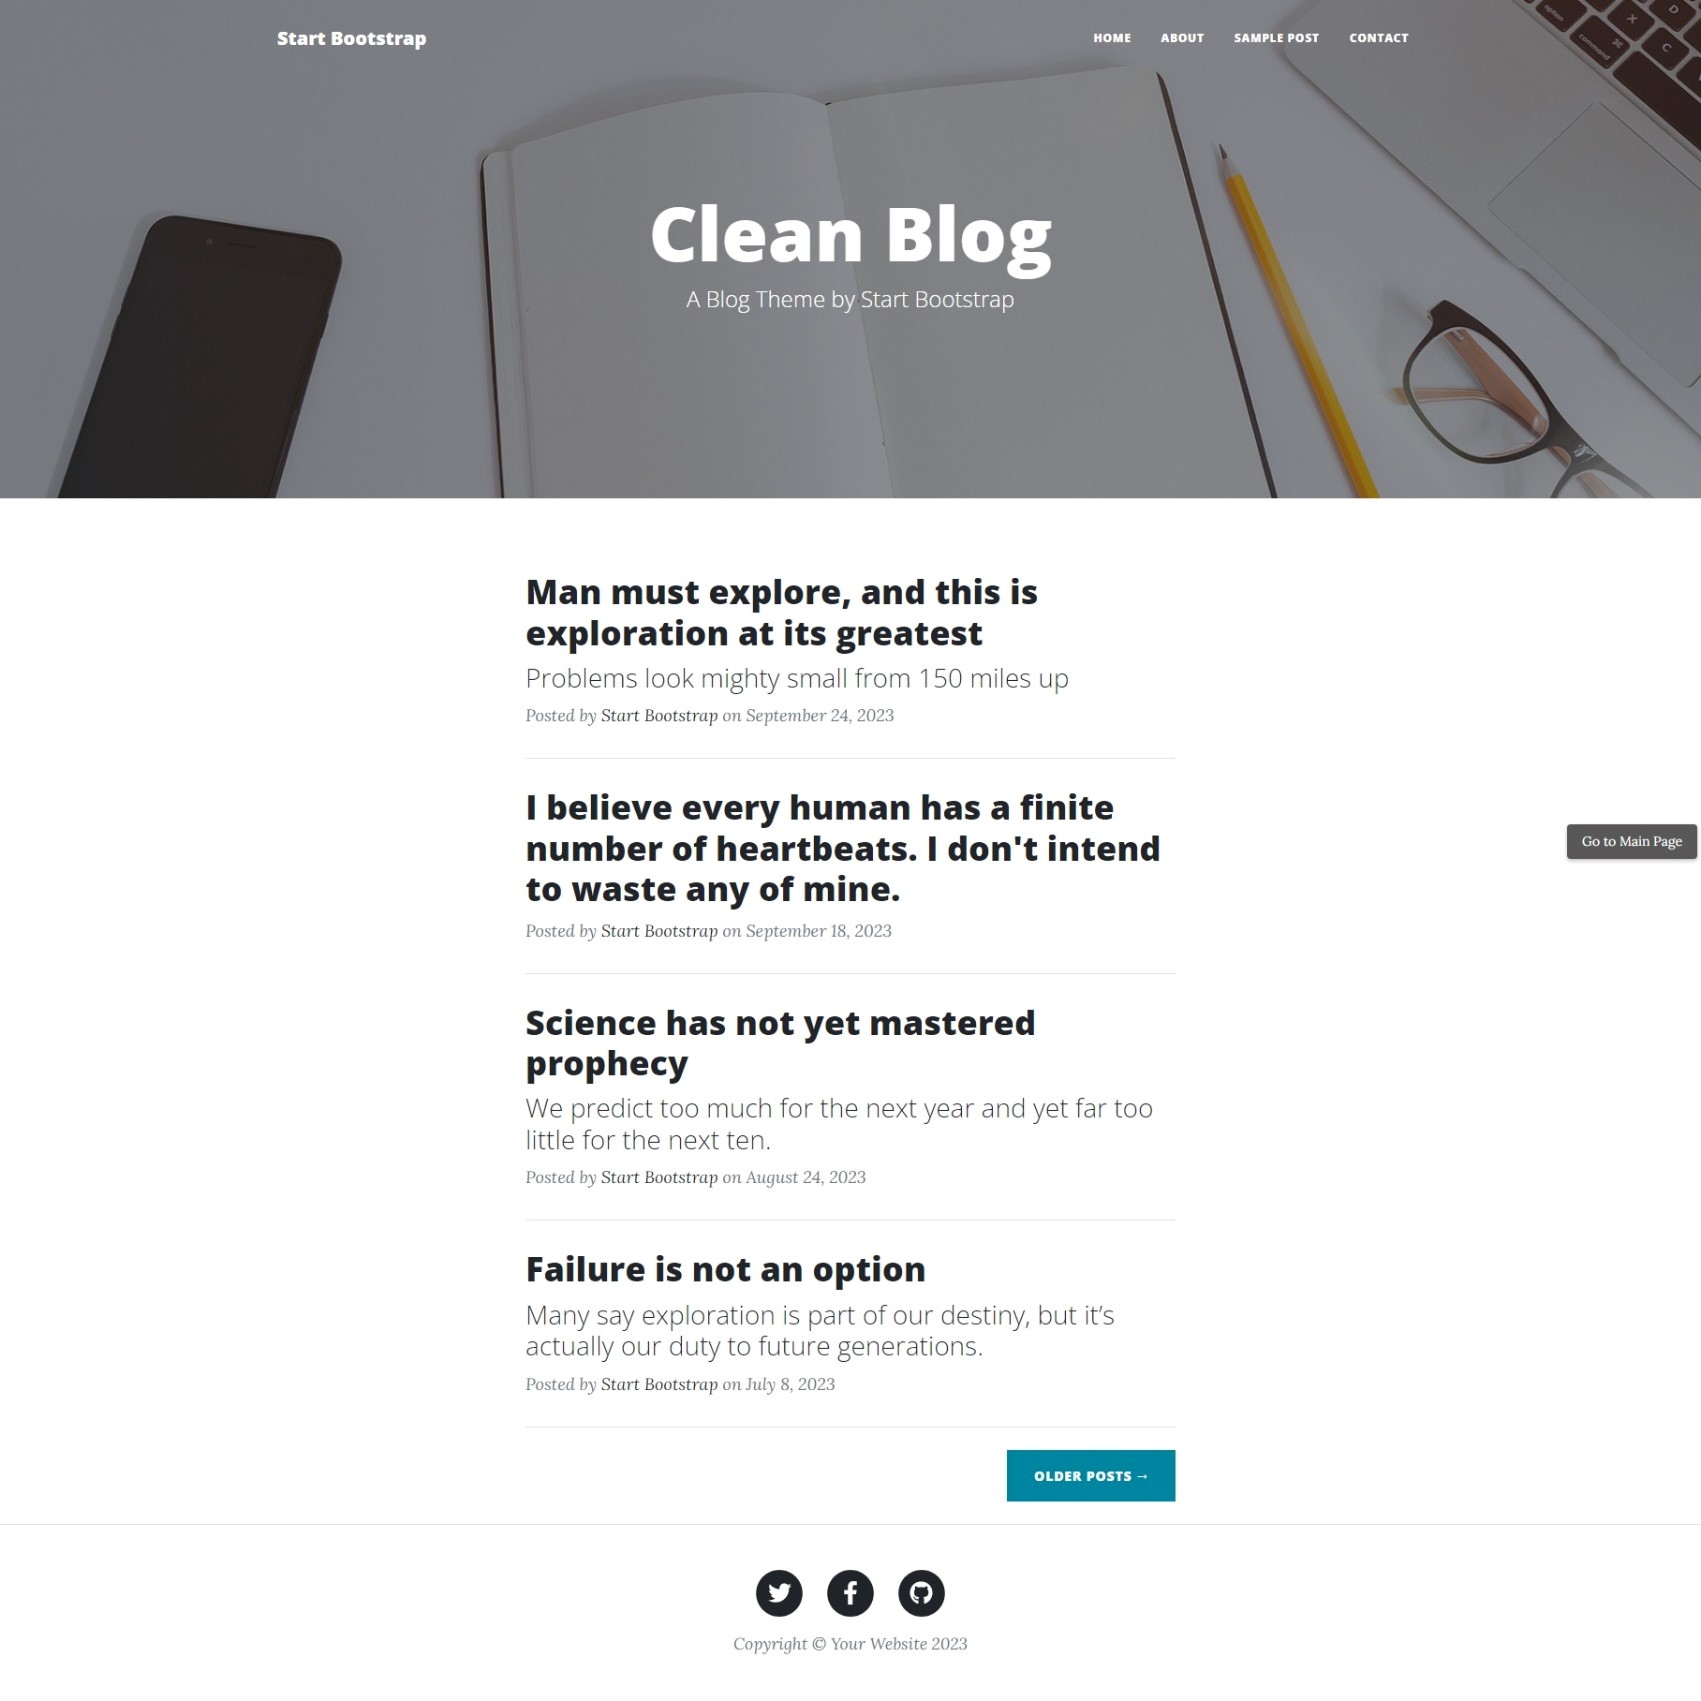 Start Bootstrap
HOME ABOUT SAMPLE POST CONTACT
option
command
⌘
X
C
D
Clean Blog
A Blog Theme by Start Bootstrap
Man must explore, and this is
exploration at its greatest
Problems look mighty small from 150 miles up
Posted by Start Bootstrap on September 24, 2023
I believe every human has a finite
number of heartbeats. I don't intend
to waste any of mine.
Posted by Start Bootstrap on September 18, 2023
Go to Main Page
Science has not yet mastered
prophecy
We predict too much for the next year and yet far too
little for the next ten.
Posted by Start Bootstrap on August 24, 2023
Failure is not an option
Many say exploration is part of our destiny, but it’s
actually our duty to future generations.
Posted by Start Bootstrap on July 8, 2023
OLDER POSTS →
Copyright © Your Website 2023